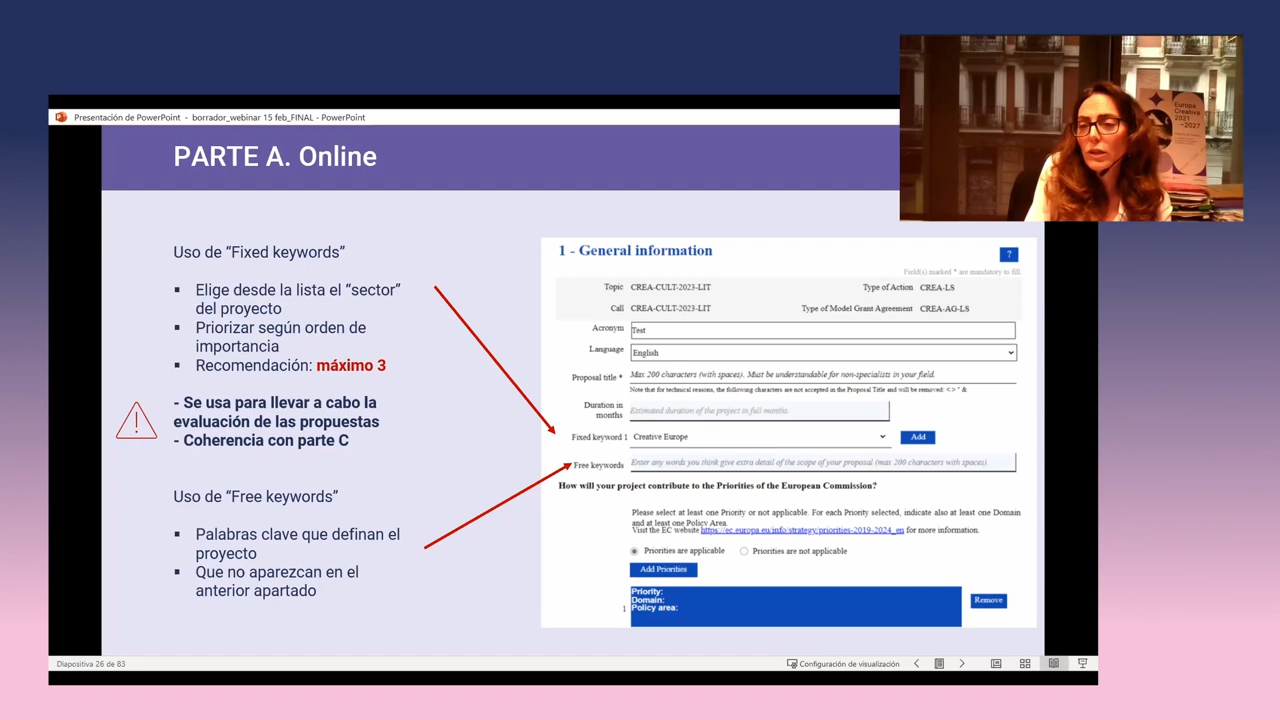 Presentación de PowerPoint - borrador_webinar 15 feb_FINAL - PowerPoint
Europa
Creativa
2021
-2027
PARTE A. Online
Uso de “Fixed keywords”
▪ Elige desde la lista el “sector”
del proyecto
▪ Priorizar según orden de
importancia
▪ Recomendación: máximo 3
- Se usa para llevar a cabo la
evaluación de las propuestas
- Coherencia con parte C
Uso de “Free keywords”
▪ Palabras clave que definan el
proyecto
▪ Que no aparezcan en el
anterior apartado
1 - General information
?
Field(s) marked * are mandatory to fill.
Topic CREA-CULT-2023-LIT Type of Action CREA-LS
Call CREA-CULT-2023-LIT Type of Model Grant Agreement CREA-AG-LS
Acronym Test
Language English
Proposal title * Max 200 characters (with spaces). Must be understandable for non-specialists in your field.
Note that for technical reasons, the following characters are not accepted in the Proposal Title and will be removed: < > " &
Duration in
months Estimated duration of the project in full months.
Fixed keyword 1 Creative Europe Add
Free keywords Enter any words you think give extra detail of the scope of your proposal (max 200 characters with spaces)
How will your project contribute to the Priorities of the European Commission?
Please select at least one Priority or not applicable. For each Priority selected, indicate also at least one Domain
and at least one Policy Area.
Visit the EC website https://ec.europa.eu/info/strategy/priorities-2019-2024_en for more information.
Priorities are applicable Priorities are not applicable
Add Priorities
Priority:
Domain:
Policy area:
1
Remove
Diapositiva 26 de 83 Configuración de visualización